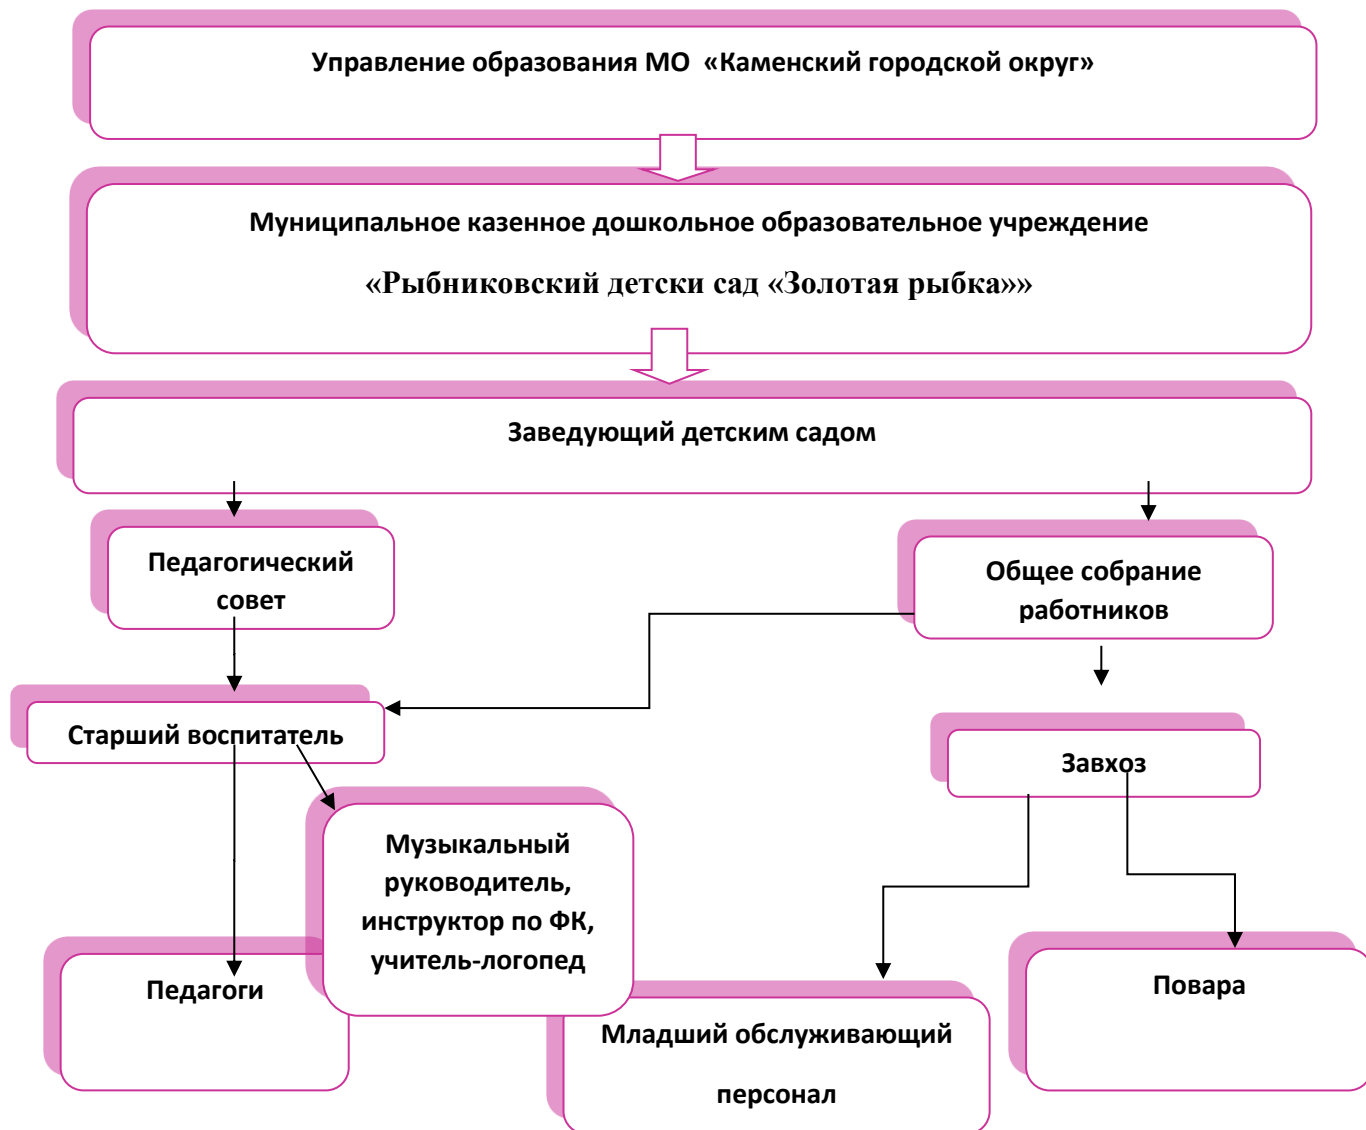 Управление образования МО «Каменский городской округ»
Муниципальное казенное дошкольное образовательное учреждение
«Рыбниковский детски сад «Золотая рыбка»»
Заведующий детским садом
Педагогический
совет
Общее собрание
работников
Старший воспитатель
Завхоз
Музыкальный
руководитель,
инструктор по ФК,
учитель-логопед
Педагоги
Повара
Младший обслуживающий
персонал